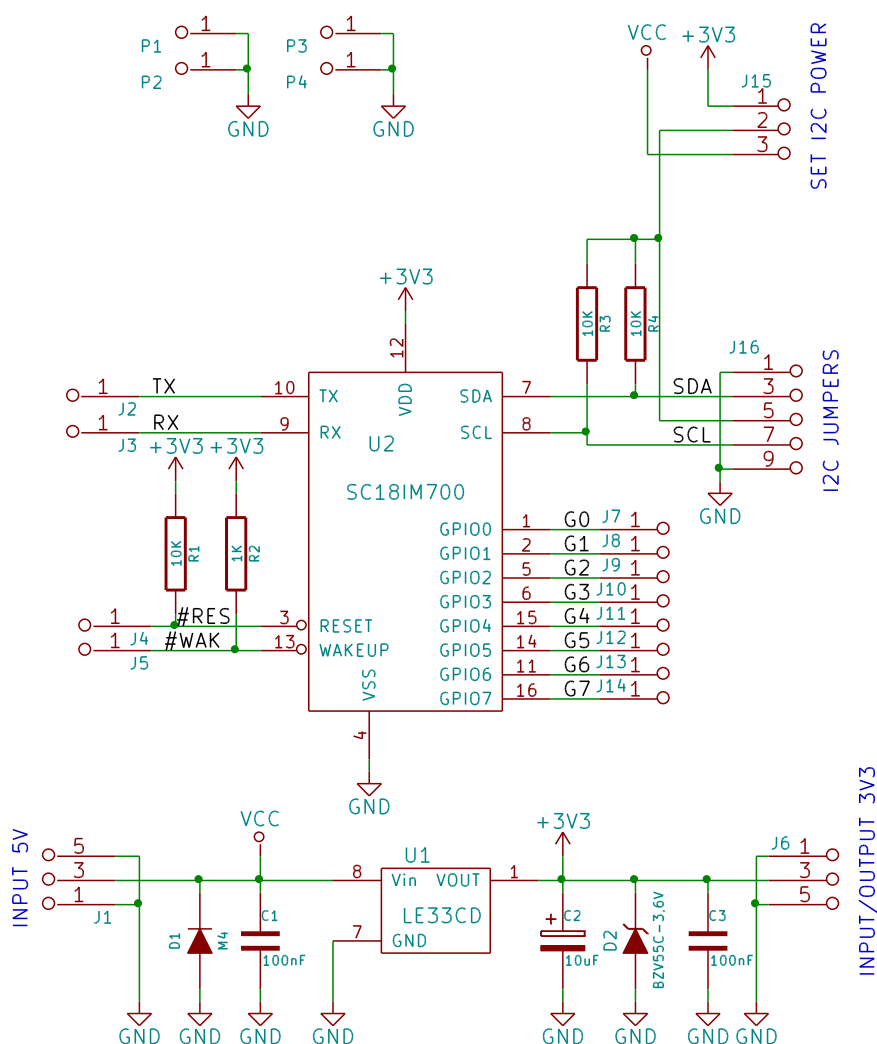 P1 1
P2 1
GND
P3 1
P4 1
GND
VCC +3V3
J15
1
2
3
SET I2C POWER
+3V3
12
VDD
10K R3
10K R4
J16
1
3
5
7
9
I2C JUMPERS
SDA
SCL
GND
1 TX 10 TX
J2
1 RX 9 RX
J3 +3V3 +3V3
U2
SC18IM700
SDA 7
SCL 8
10K R1
1K R2
1 #RES 3 RESET
J4
1 #WAK 13 WAKEUP
J5
GPIO0 1 G0 J7 1
GPIO1 2 G1 J8 1
GPIO2 5 G2 J9 1
GPIO3 6 G3 J10 1
GPIO4 15 G4 J11 1
GPIO5 14 G5 J12 1
GPIO6 11 G6 J13 1
GPIO7 16 G7 J14 1
VSS
4
GND
INPUT 5V
5
3
1
J1
VCC
U1
8 Vin VOUT 1
LE33CD
7 GND
D1 M4
C1
100nF
+3V3
+ C2
10uF
D2 BZV55C-3,6V
C3
100nF
J6
1
3
5
INPUT/OUTPUT 3V3
GND GND GND GND GND GND GND GND